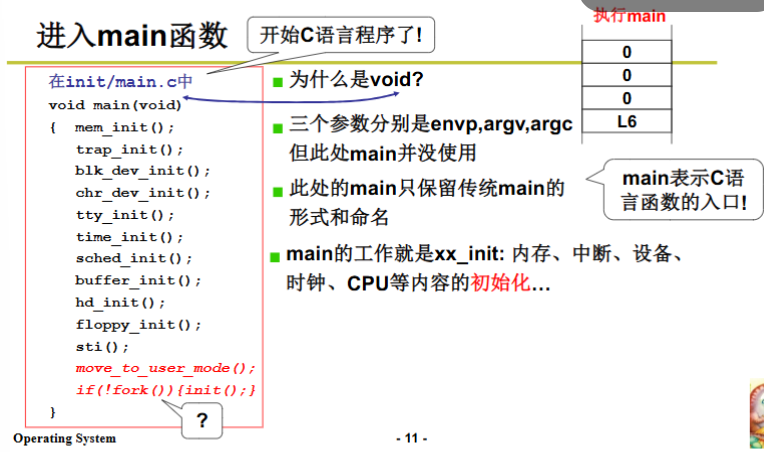 进入main函数
开始C语言程序了!
执行main
0
0
0
L6
在init/main.c中
void main(void)
{ mem_init();
trap_init();
blk_dev_init();
chr_dev_init();
tty_init();
time_init();
sched_init();
buffer_init();
hd_init();
floppy_init();
sti();
move_to_user_mode();
if(!fork()){init();}
}
?
为什么是void?
三个参数分别是envp,argv,argc
但此处main并没使用
此处的main只保留传统main的
形式和命名
main表示C语
言函数的入口!
main的工作就是xx_init: 内存、中断、设备、
时钟、CPU等内容的初始化...
Operating System
- 11 -